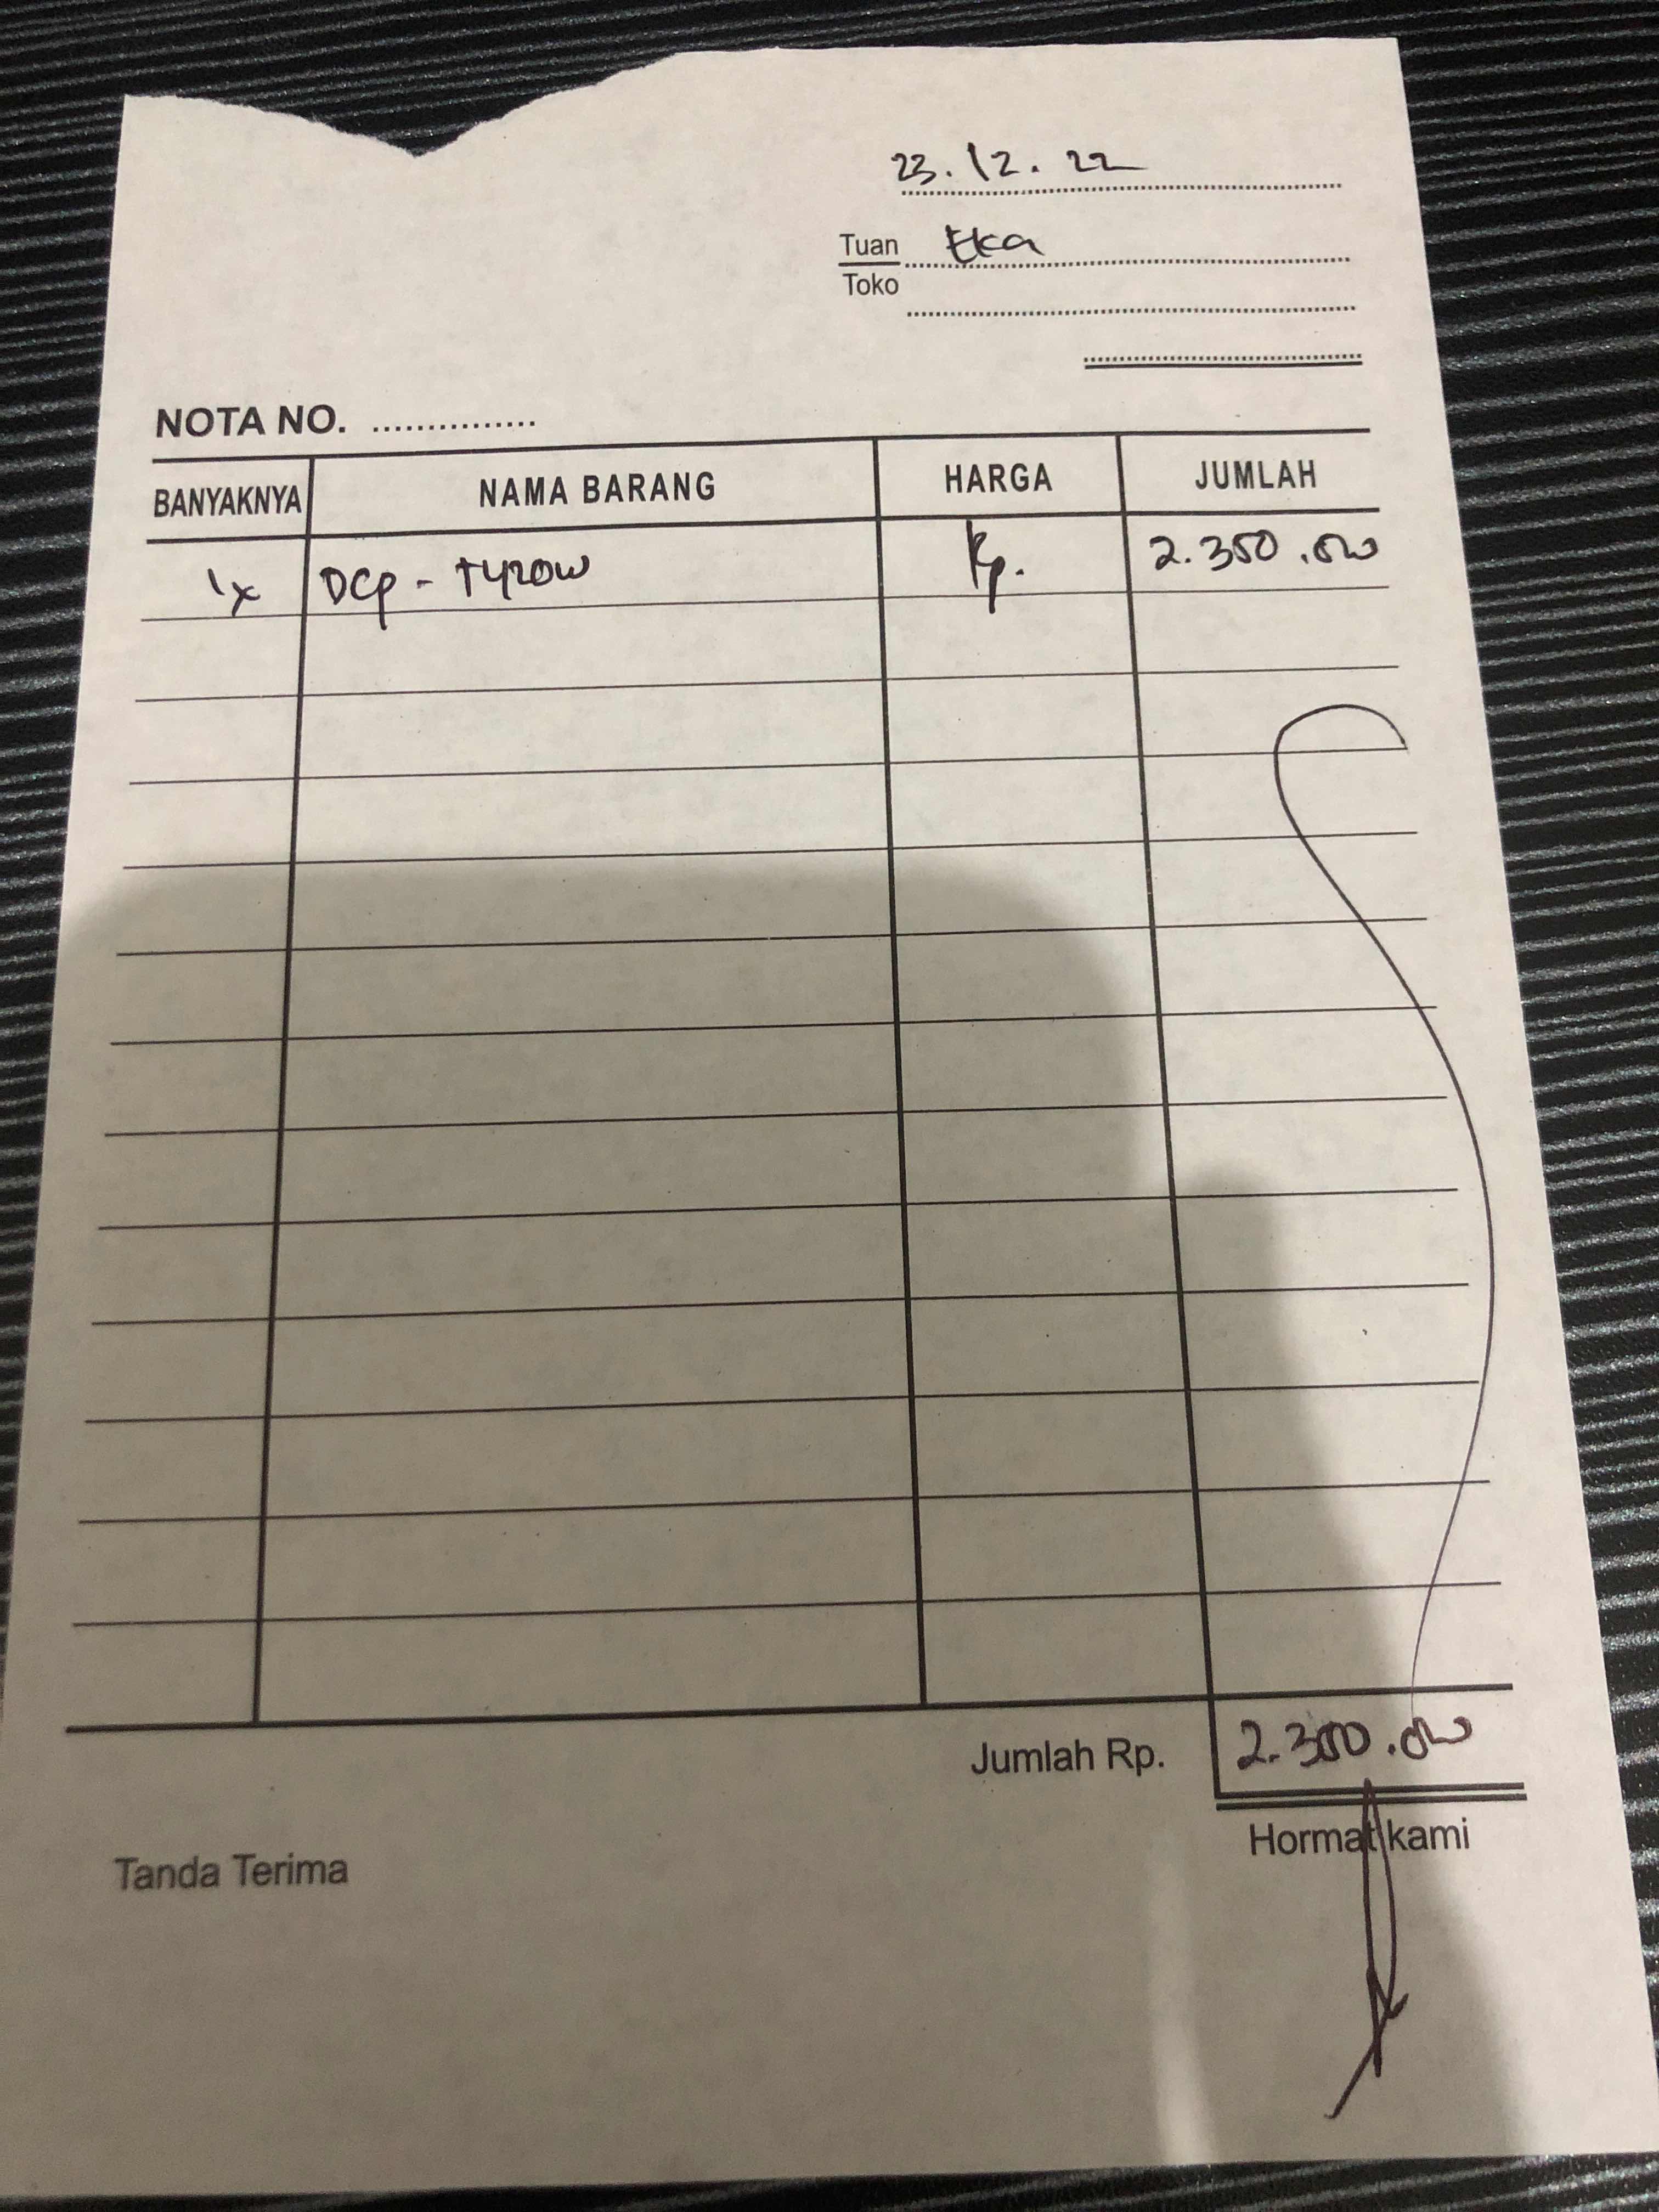 23.12.22
Tuan Eka
Toko
NOTA NO. ...............
BANYAKNYA NAMA BARANG HARGA JUMLAH
1x DCP - T420W Rp. 2.350.000
Jumlah Rp. 2.350.000
Tanda Terima Hormat kami